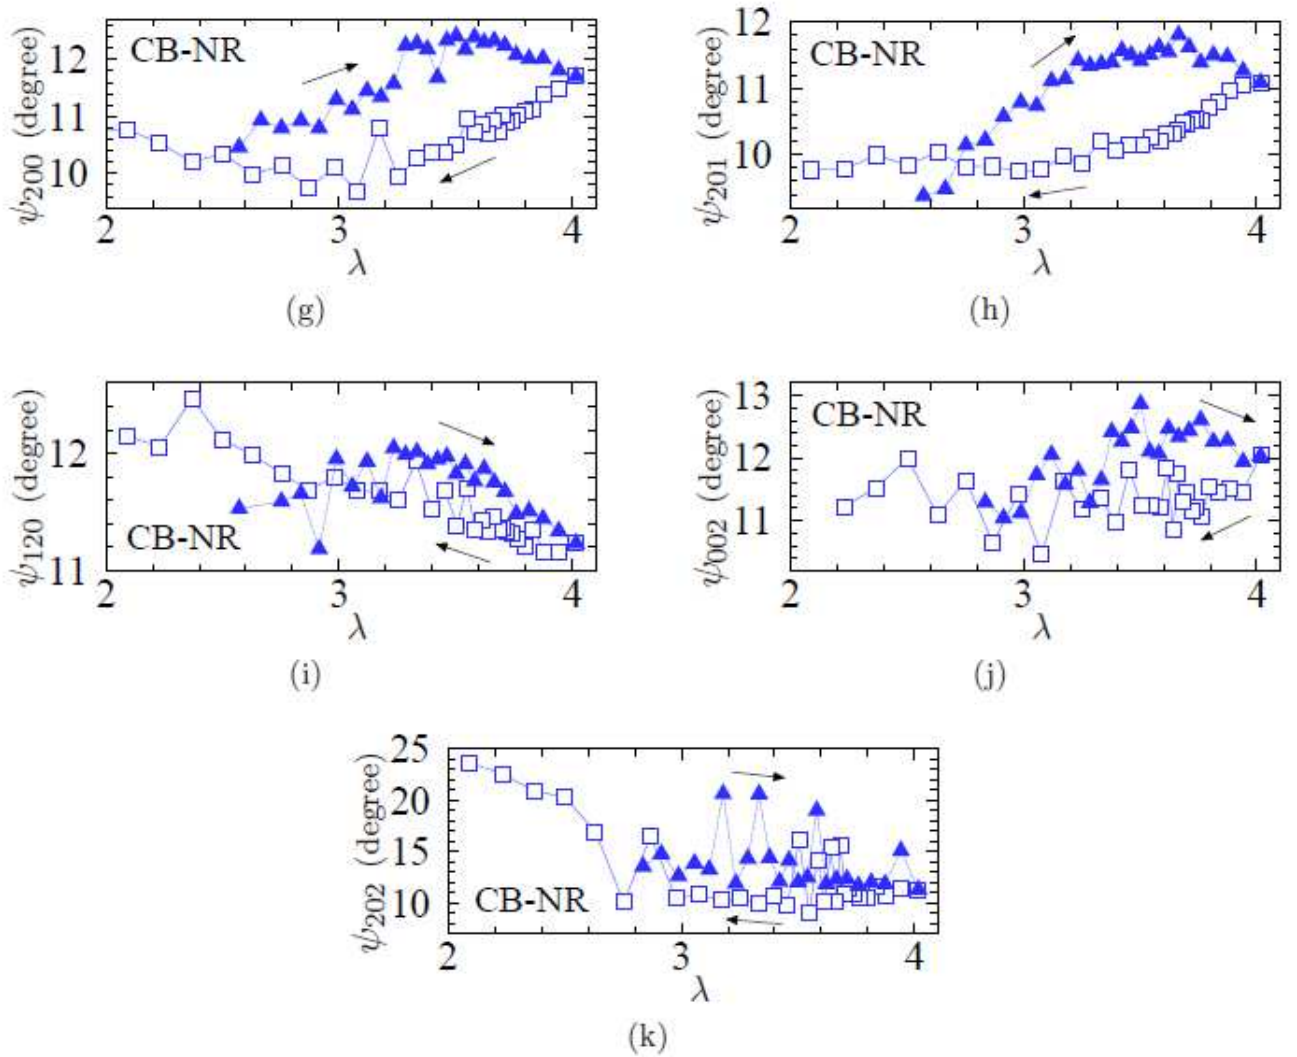 ψ200 (degree)
12
11
10
CB-NR
2 3 4
λ
(g)
ψ201 (degree)
12
11
10
CB-NR
2 3 4
λ
(h)
ψ120 (degree)
12
11
CB-NR
2 3 4
λ
(i)
ψ002 (degree)
13
12
11
CB-NR
2 3 4
λ
(j)
ψ202 (degree)
25
20
15
10
CB-NR
2 3 4
λ
(k)